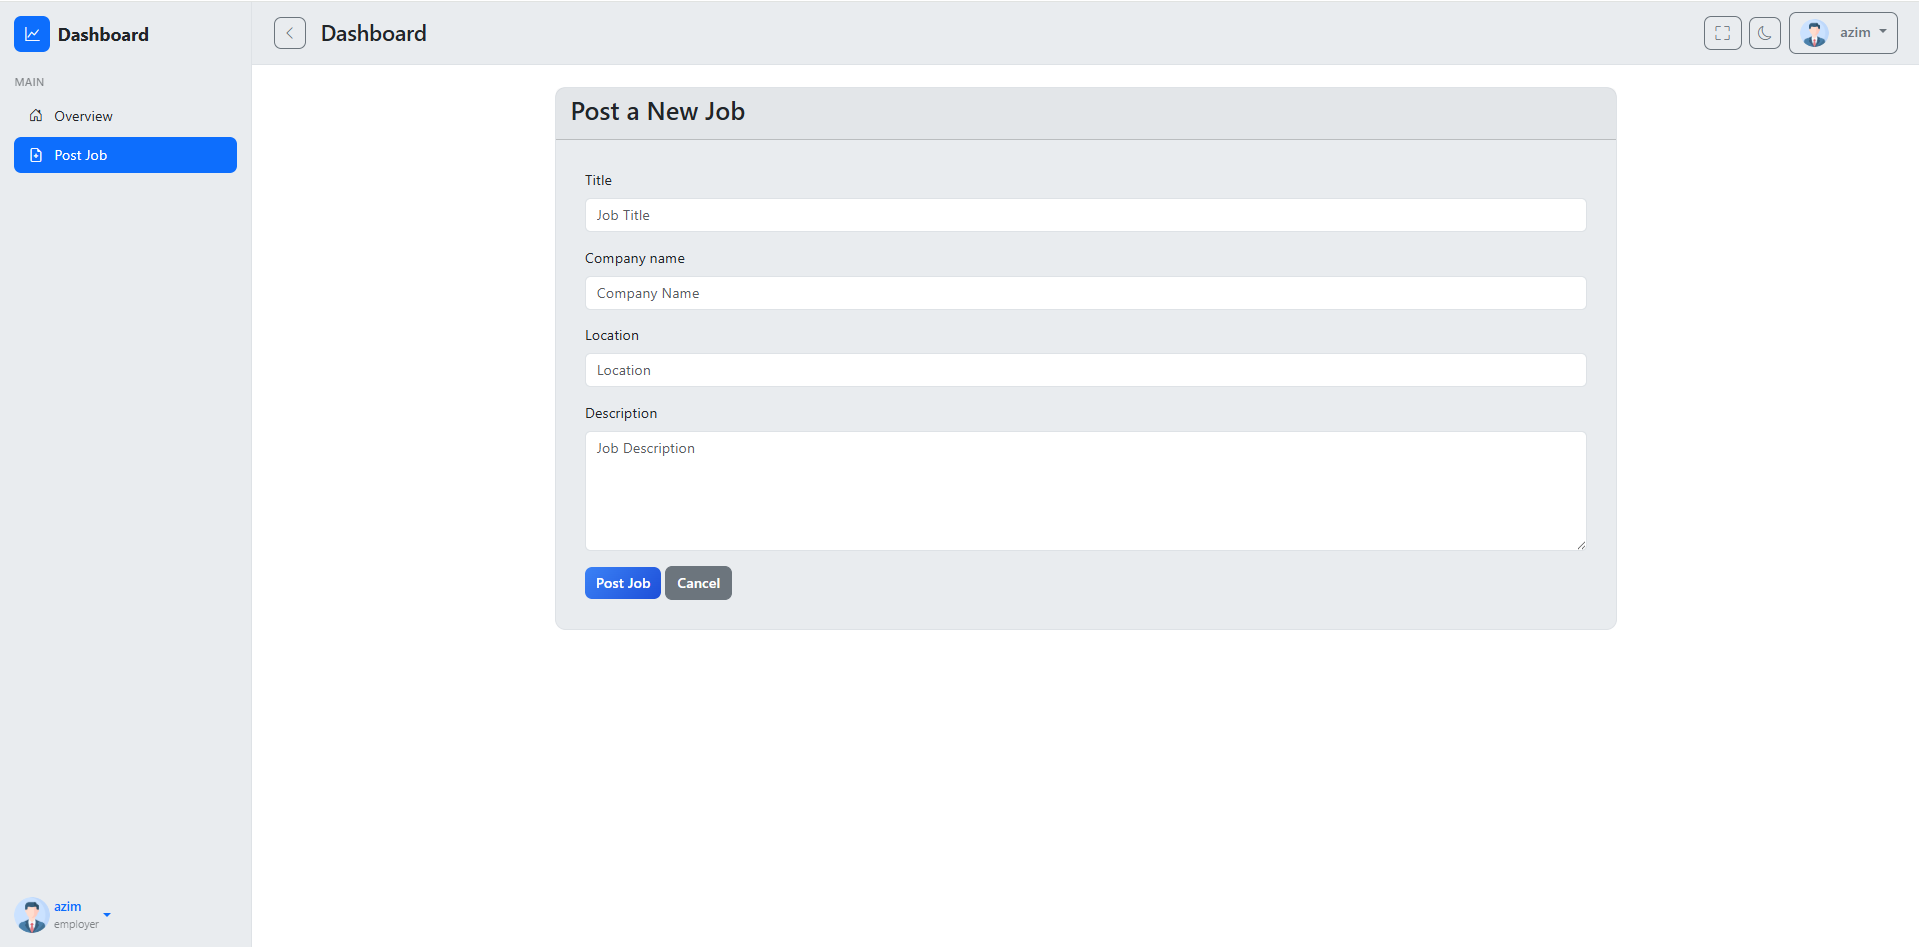 Dashboard
MAIN
Overview
Post Job
azim
employer
Dashboard
azim
Post a New Job
Title
Job Title
Company name
Company Name
Location
Location
Description
Job Description
Post Job Cancel